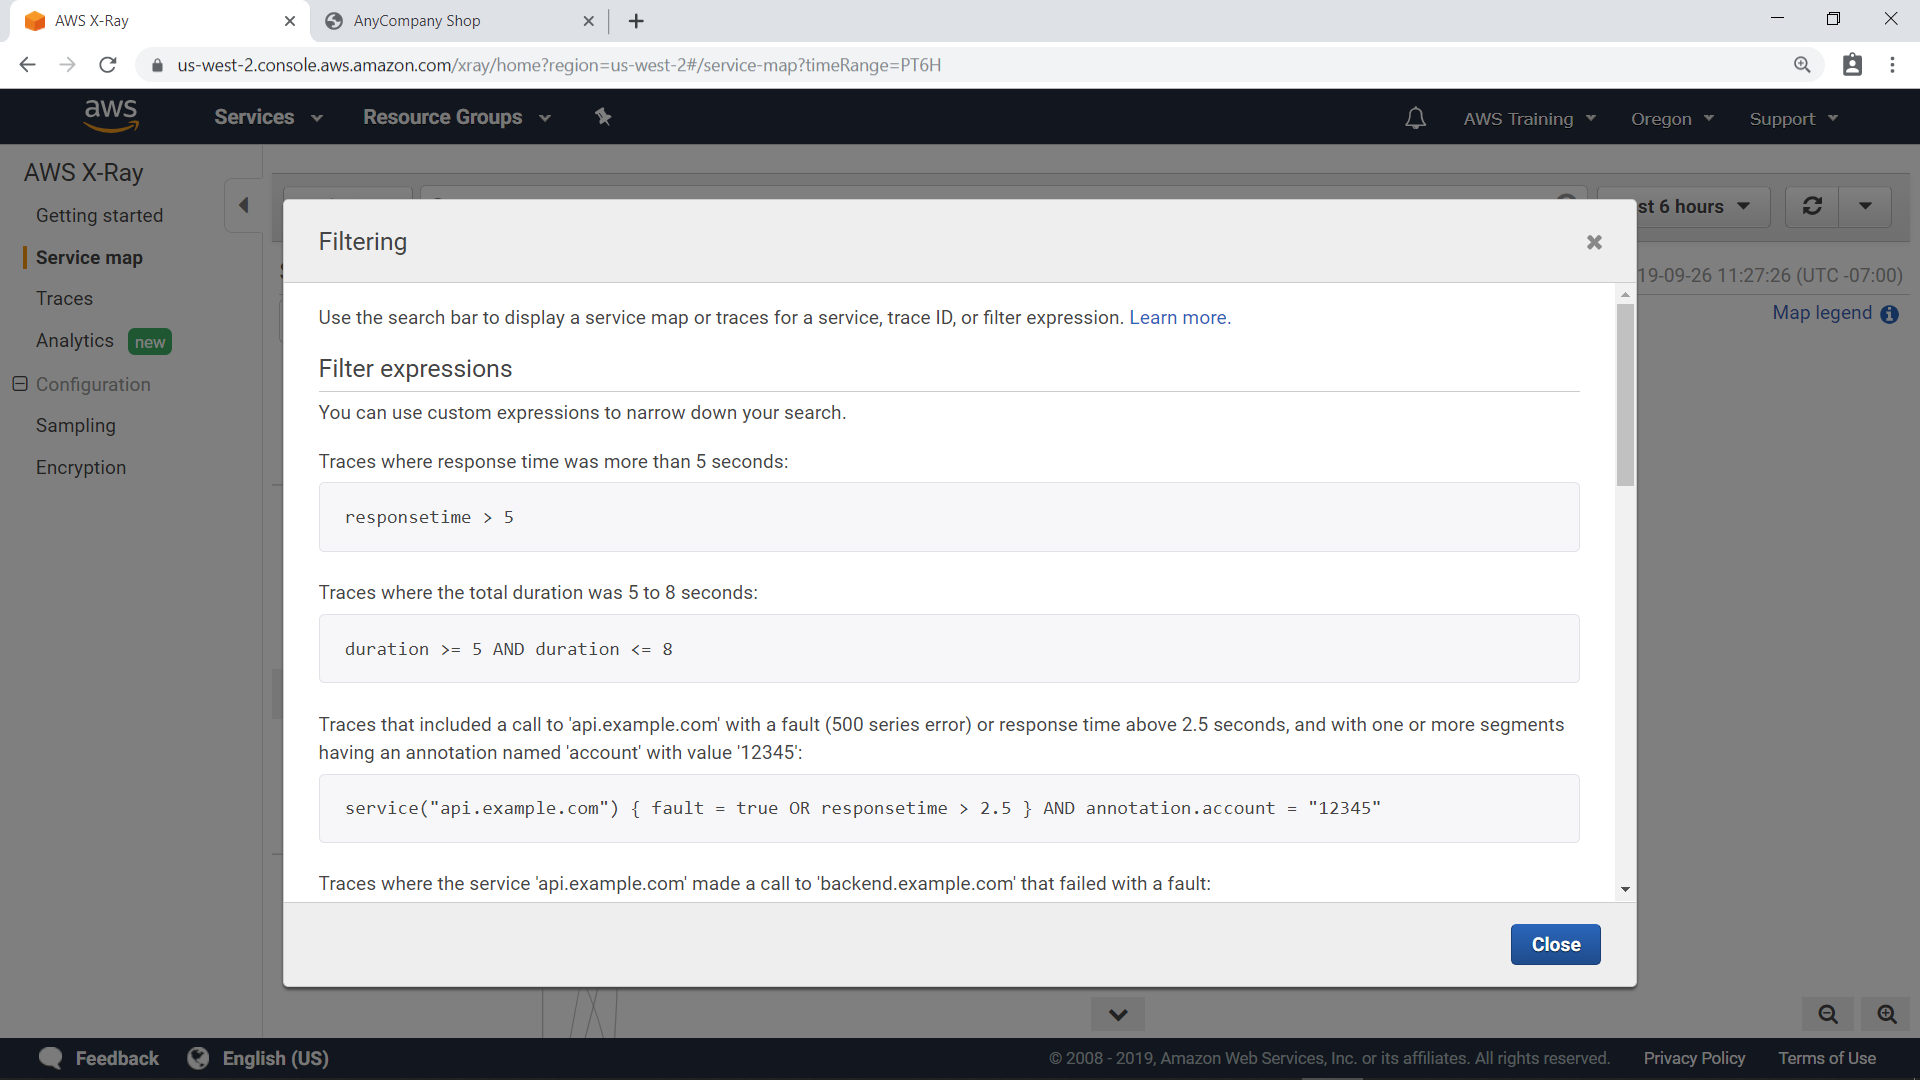 AWS X-Ray
AnyCompany Shop
us-west-2.console.aws.amazon.com/xray/home?region=us-west-2#/service-map?timeRange=PT6H
aws
Services
Resource Groups
AWS Training
Oregon
Support
AWS X-Ray
Getting started
Service map
Traces
Analytics new
Configuration
Sampling
Encryption
st 6 hours
19-09-26 11:27:26 (UTC -07:00)
Map legend
Filtering
Use the search bar to display a service map or traces for a service, trace ID, or filter expression. Learn more.
Filter expressions
You can use custom expressions to narrow down your search.
Traces where response time was more than 5 seconds:
responsetime > 5
Traces where the total duration was 5 to 8 seconds:
duration >= 5 AND duration <= 8
Traces that included a call to 'api.example.com' with a fault (500 series error) or response time above 2.5 seconds, and with one or more segments
having an annotation named 'account' with value '12345':
service("api.example.com") { fault = true OR responsetime > 2.5 } AND annotation.account = "12345"
Traces where the service 'api.example.com' made a call to 'backend.example.com' that failed with a fault:
Close
Feedback
English (US)
© 2008 - 2019, Amazon Web Services, Inc. or its affiliates. All rights reserved.
Privacy Policy
Terms of Use